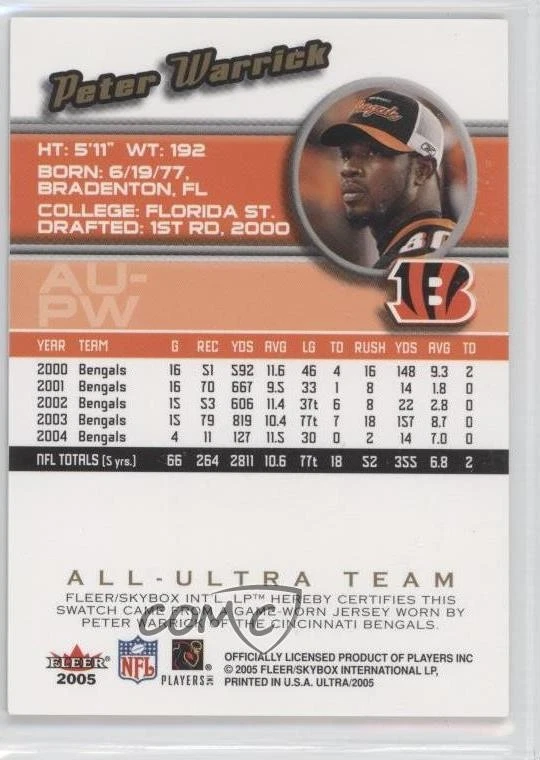 Peter Warrick
Bengals
HT: 5'11" WT: 192
BORN: 6/19/77,
BRADENTON, FL
COLLEGE: FLORIDA ST.
DRAFTED: 1ST RD, 2000
80
B
AU-
PW
YEAR TEAM G REC YDS AVG LG TD RUSH YDS AVG TD
2000 Bengals 16 51 592 11.6 46 4 16 148 9.3 2
2001 Bengals 16 70 667 9.5 33 1 8 14 1.8 0
2002 Bengals 15 53 606 11.4 37t 6 8 22 2.8 0
2003 Bengals 15 79 819 10.4 77t 7 18 157 8.7 0
2004 Bengals 4 11 127 11.5 30 0 2 14 7.0 0
NFL TOTALS (5 yrs.) 66 264 2811 10.6 77t 18 52 355 6.8 2
ALL-ULTRA TEAM
FLEER/SKYBOX INT'L. LP™ HEREBY CERTIFIES THIS
SWATCH CAME FROM A GAME-WORN JERSEY WORN BY
PETER WARRICK THE CINCINNATI BENGALS.
COMC
FLEER
2005
NFL
PLAYERS INC
OFFICIALLY LICENSED PRODUCT OF PLAYERS INC
© 2005 FLEER/SKYBOX INTERNATIONAL LP,
PRINTED IN U.S.A. ULTRA/2005